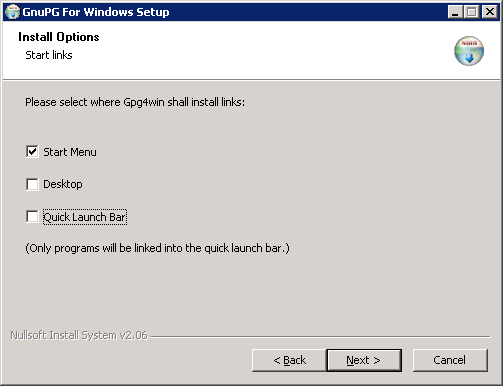 GnuPG For Windows Setup
Install Options
Start links
Please select where Gpg4win shall install links:
Start Menu
Desktop
Quick Launch Bar
(Only programs will be linked into the quick launch bar.)
Nullsoft Install System v2.06
< Back
Next >
Cancel